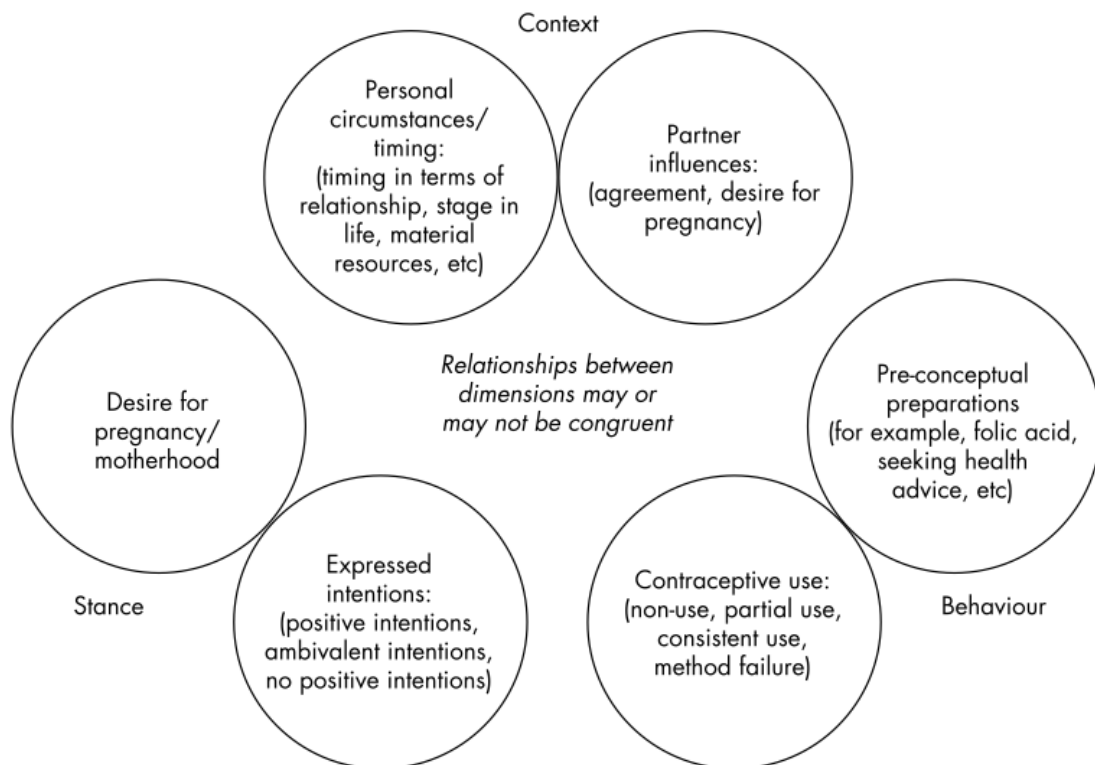 Context
Personal
circumstances/
timing:
(timing in terms of
relationship, stage in
life, material
resources, etc)
Partner
influences:
(agreement, desire for
pregnancy)
Desire for
pregnancy/
motherhood
Relationships between
dimensions may or
may not be congruent
Pre-conceptual
preparations
(for example, folic acid,
seeking health
advice, etc)
Stance
Expressed
intentions:
(positive intentions,
ambivalent intentions,
no positive intentions)
Contraceptive use:
(non-use, partial use,
consistent use,
method failure)
Behaviour